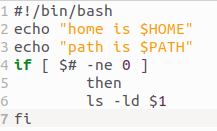 1 #!/bin/bash
2 echo "home is $HOME"
3 echo "path is $PATH"
4 if [ $# -ne 0 ]
5         then
6         ls -ld $1
7 fi